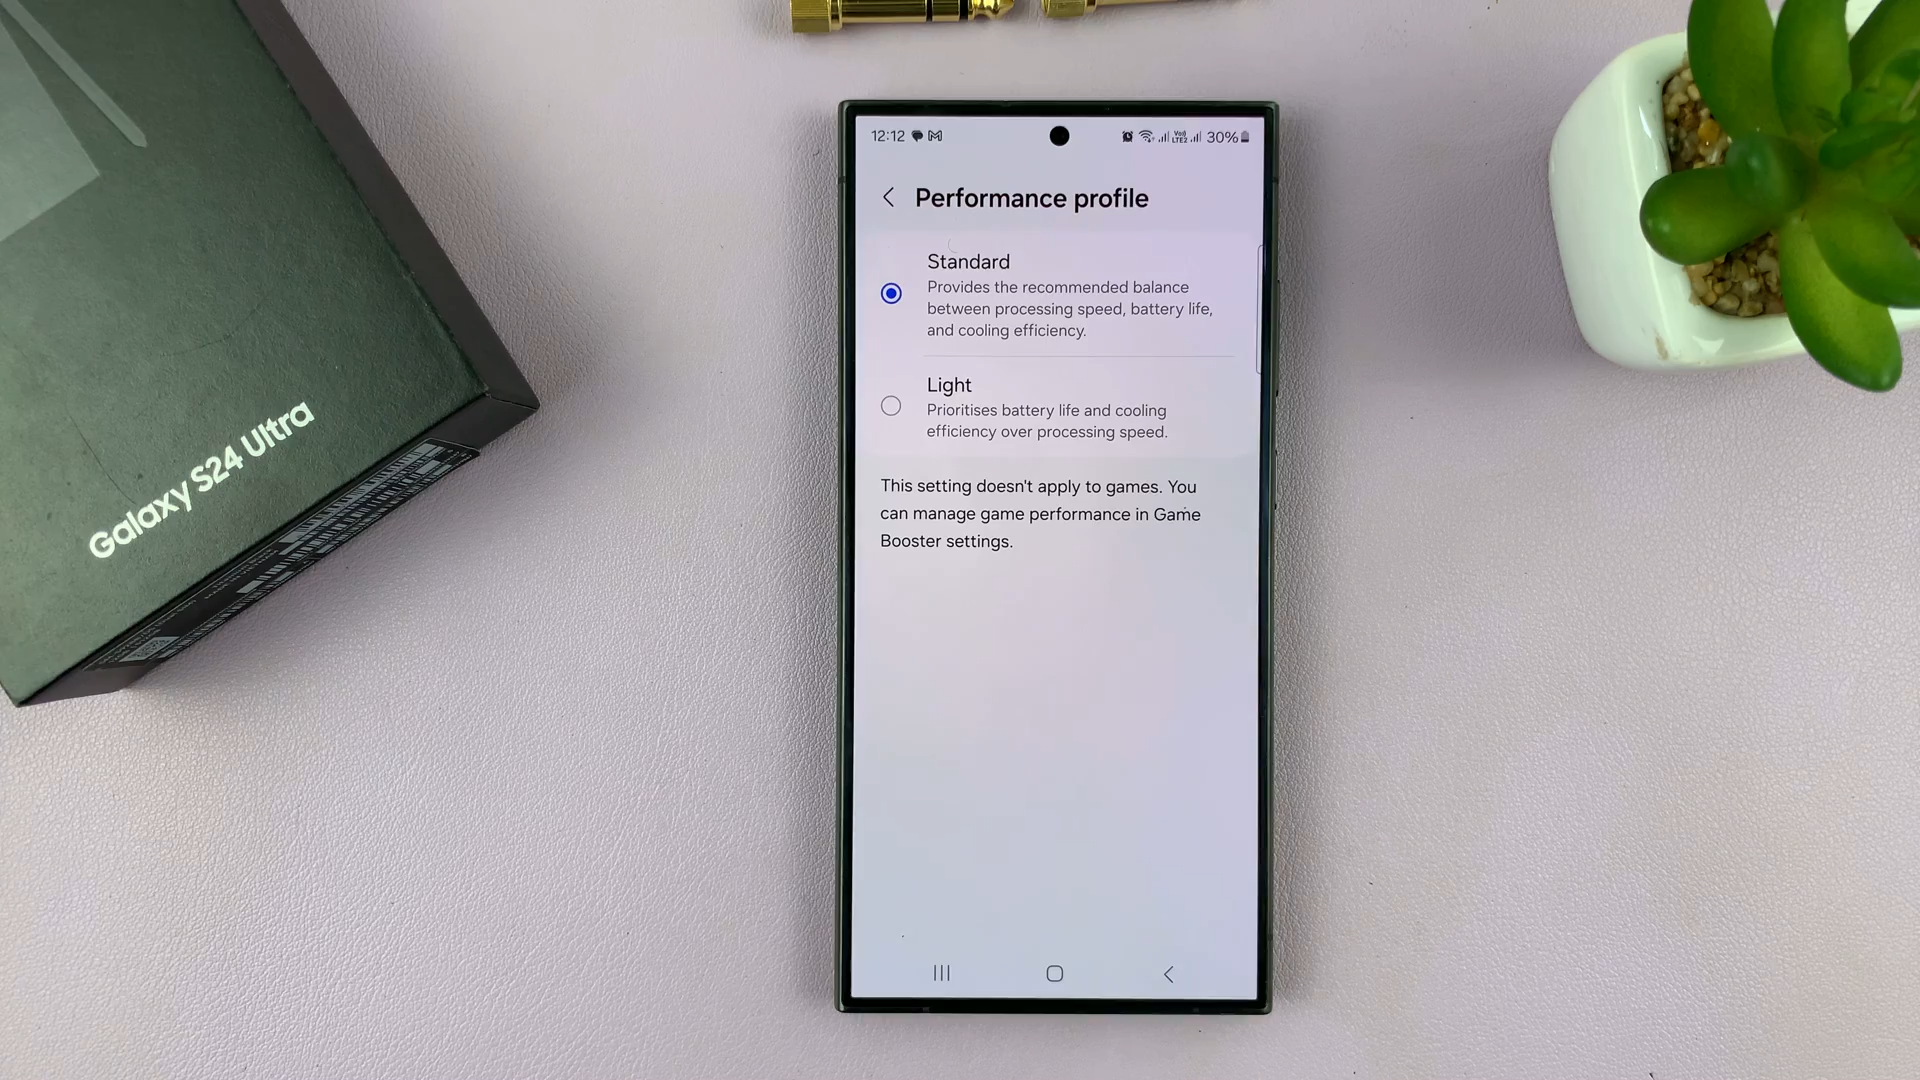 Galaxy S24 Ultra
12:12
Vo)) LTE2 30%
Performance profile
Standard
Provides the recommended balance
between processing speed, battery life,
and cooling efficiency.
Light
Prioritises battery life and cooling
efficiency over processing speed.
This setting doesn't apply to games. You
can manage game performance in Game
Booster settings.